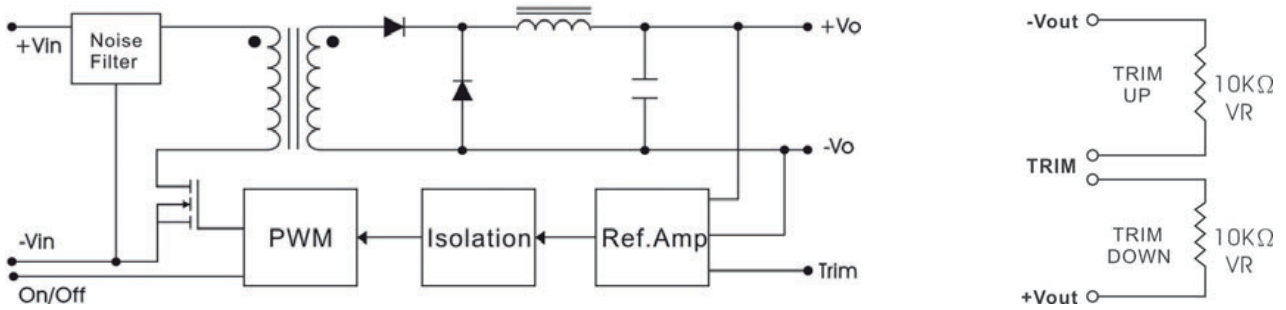 +Vin
Noise
Filter
+Vo
-Vo
-Vin
PWM
Isolation
Ref.Amp
Trim
On/Off
-Vout
TRIM
UP
10KΩ
VR
TRIM
TRIM
DOWN
10KΩ
VR
+Vout